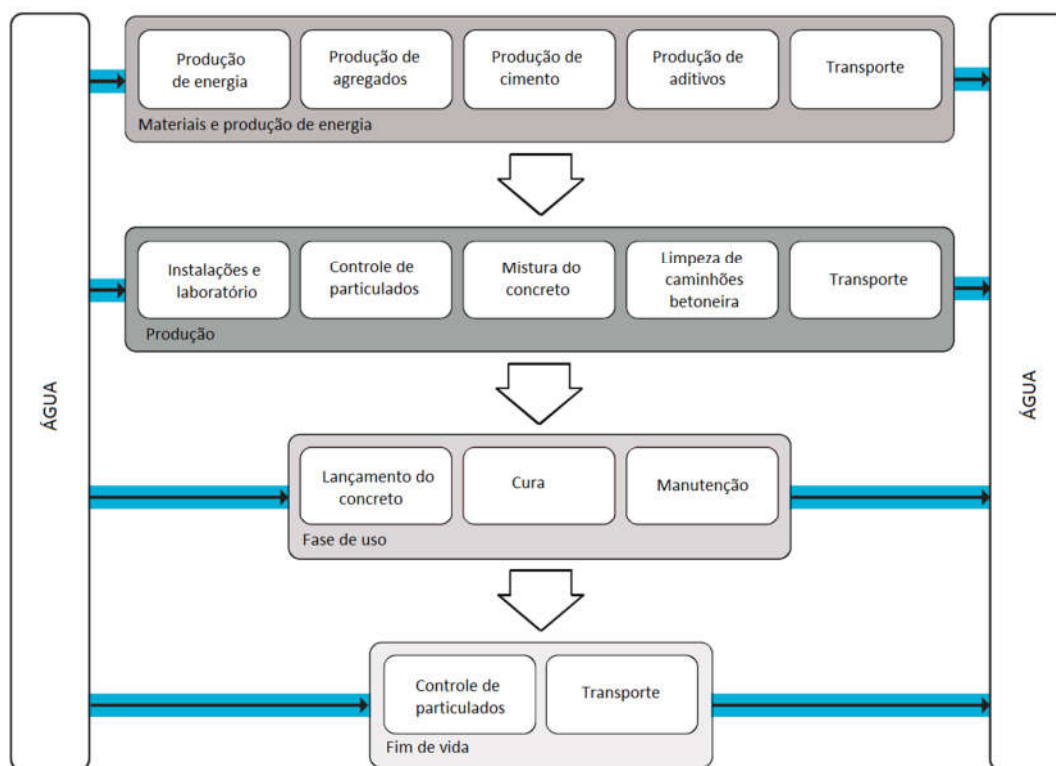 ÁGUA
Produção
de energia
Produção de
agregados
Produção de
cimento
Produção de
aditivos
Transporte
Materiais e produção de energia
Instalações e
laboratório
Controle de
particulados
Mistura do
concreto
Limpeza de
caminhões
betoneira
Transporte
Produção
Lançamento do
concreto
Cura
Manutenção
Fase de uso
Controle de
particulados
Transporte
Fim de vida
ÁGUA